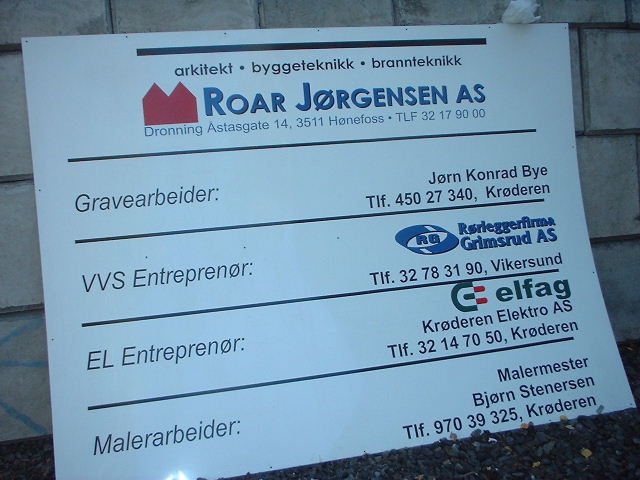 arkitekt • byggeteknikk • brannteknikk
ROAR JØRGENSEN AS
Dronning Åstasgate 14, 3511 Hønefoss • TLF 32 17 90 00
Gravearbeider:
Jørn Konrad Bye
Tlf. 450 27 340, Krøderen
VVS Entreprenør:
RG Rørleggerfirma
Grimsrud AS
Tlf. 32 78 31 90, Vikersund
EL Entreprenør:
elfag
Krøderen Elektro AS
Tlf. 32 14 70 50, Krøderen
Malerarbeider:
Malermester
Bjørn Stenersen
Tlf. 970 39 325, Krøderen